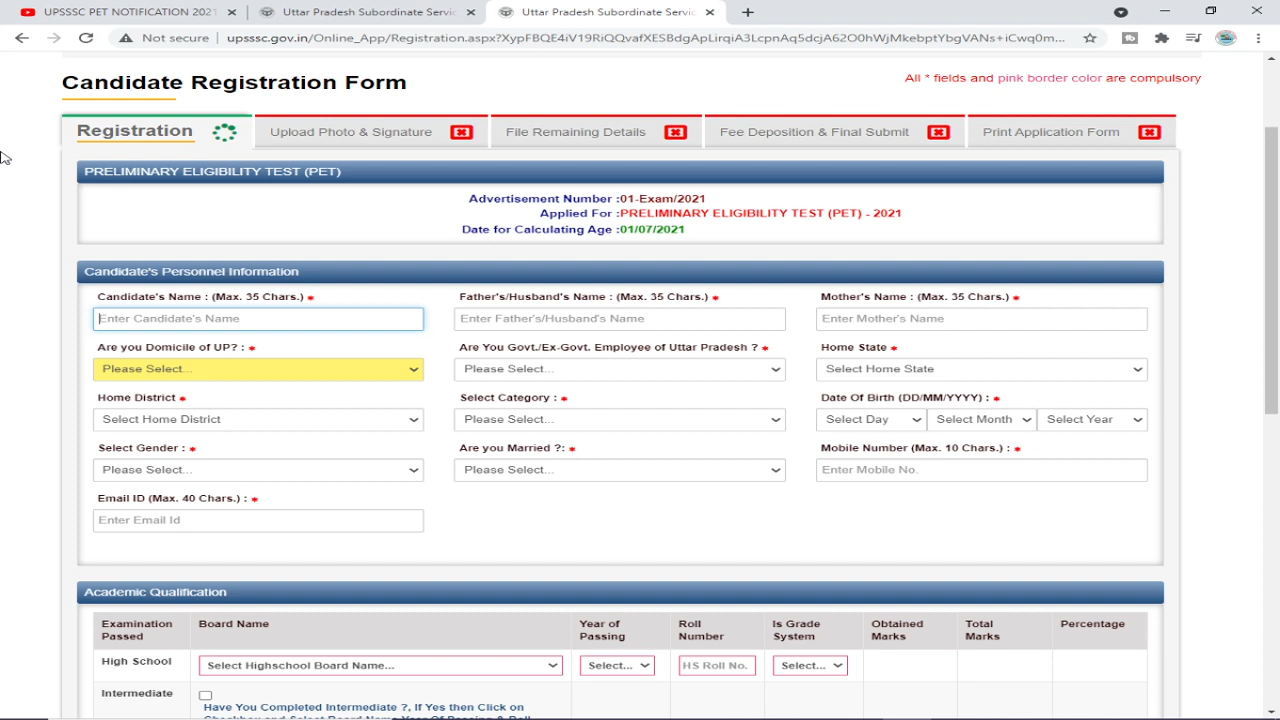 UPSSSC PET NOTIFICATION 2021
Uttar Pradesh Subordinate Servic
Uttar Pradesh Subordinate Servic
Not secure
upsssc.gov.in/Online_App/Registration.aspx?XypFBQE4iV19RiQQvafXESBdgApLirqiA3LcpnAq5dcjA62O0hWjMkebptYbgVANs+iCwq0m...
Candidate Registration Form
All * fields and pink border color are compulsory
Registration
Upload Photo & Signature
File Remaining Details
Fee Deposition & Final Submit
Print Application Form
PRELIMINARY ELIGIBILITY TEST (PET)
Advertisement Number :01-Exam/2021
Applied For :PRELIMINARY ELIGIBILITY TEST (PET) - 2021
Date for Calculating Age :01/07/2021
Candidate's Personnel Information
Candidate's Name : (Max. 35 Chars.) *
Father's/Husband's Name : (Max. 35 Chars.) *
Mother's Name : (Max. 35 Chars.) *
Enter Candidate's Name
Enter Father's/Husband's Name
Enter Mother's Name
Are you Domicile of UP? : *
Are You Govt./Ex-Govt. Employee of Uttar Pradesh ? *
Home State *
Please Select...
Please Select...
Select Home State
Home District *
Select Category : *
Date Of Birth (DD/MM/YYYY) : *
Select Home District
Please Select...
Select Day
Select Month
Select Year
Select Gender : *
Are you Married ?: *
Mobile Number (Max. 10 Chars.) : *
Please Select...
Please Select...
Enter Mobile No.
Email ID (Max. 40 Chars.) : *
Enter Email Id
Academic Qualification
Examination Passed
Board Name
Year of Passing
Roll Number
Is Grade System
Obtained Marks
Total Marks
Percentage
High School
Select Highschool Board Name...
Select...
HS Roll No.
Select...
Intermediate
Have You Completed Intermediate ?, If Yes then Click on
Checkbox and Select Board Name Year Of Passing & Roll